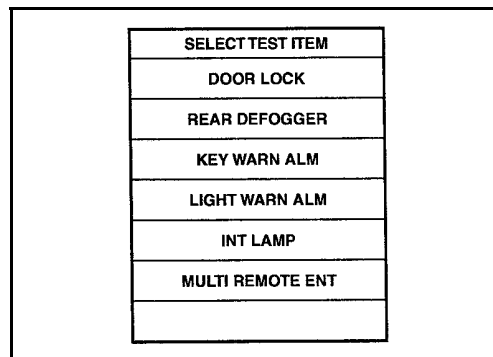 SELECT TEST ITEM
DOOR LOCK
REAR DEFOGGER
KEY WARN ALM
LIGHT WARN ALM
INT LAMP
MULTI REMOTE ENT